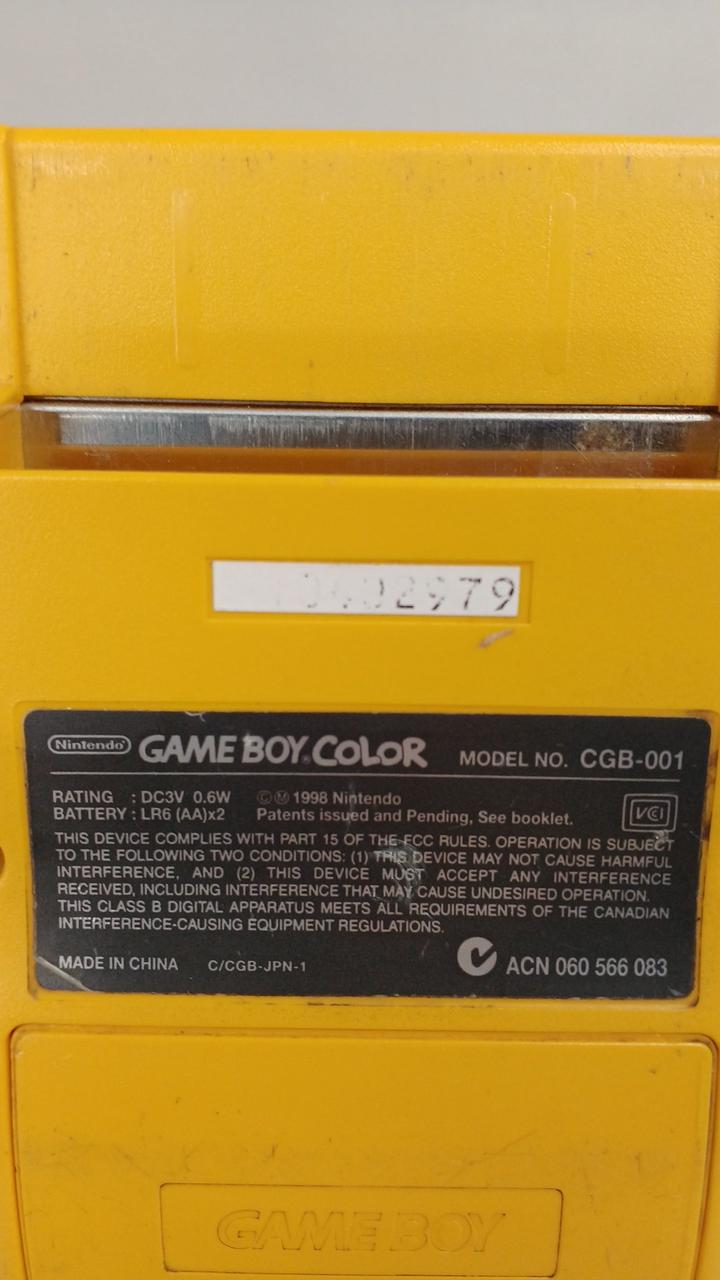 2979
Nintendo GAME BOY COLOR MODEL NO. CGB-001
RATING : DC3V 0.6W Ⓒ Ⓜ 1998 Nintendo
BATTERY : LR6 (AA)x2 Patents issued and Pending, See booklet.
VCI
THIS DEVICE COMPLIES WITH PART 15 OF THE FCC RULES. OPERATION IS SUBJECT
TO THE FOLLOWING TWO CONDITIONS: (1) THIS DEVICE MAY NOT CAUSE HARMFUL
INTERFERENCE, AND (2) THIS DEVICE MUST ACCEPT ANY INTERFERENCE
RECEIVED, INCLUDING INTERFERENCE THAT MAY CAUSE UNDESIRED OPERATION.
THIS CLASS B DIGITAL APPARATUS MEETS ALL REQUIREMENTS OF THE CANADIAN
INTERFERENCE-CAUSING EQUIPMENT REGULATIONS.
MADE IN CHINA C/CGB-JPN-1 ACN 060 566 083
GAME BOY